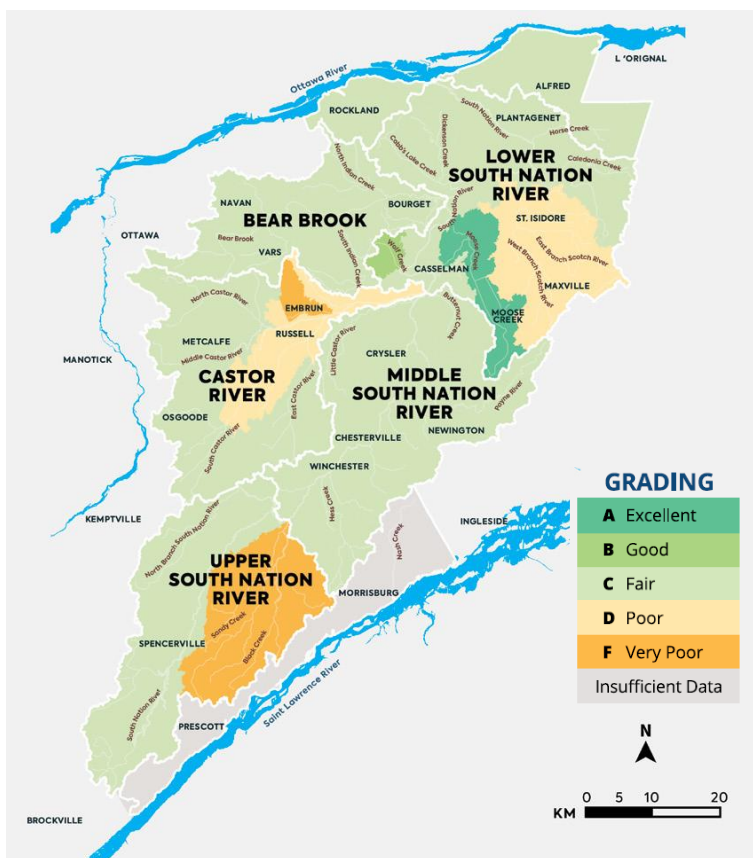 L 'ORIGNAL
Ottawa River
ALFRED
ROCKLAND
South Nation River
PLANTAGENET
Dickenson Creek
Horse Creek
Cobb's Lake Creek
North Indian Creek
LOWER
SOUTH NATION
RIVER
Caledonia Creek
NAVAN
BOURGET
South Nation River
ST. ISIDORE
BEAR BROOK
OTTAWA
Bear Brook
VARS
South Indian Creek
Wolf Creek
Moose Creek
East Branch Scotch River
West Branch Scotch River
CASSELMAN
MAXVILLE
North Castor River
EMBRUN
Butternut Creek
MOOSE
CREEK
RUSSELL
Little Castor River
METCALFE
Middle Castor River
CRYSLER
MANOTICK
CASTOR
RIVER
MIDDLE
SOUTH NATION
RIVER
Payne River
East Castor River
OSGOODE
South Castor River
NEWINGTON
CHESTERVILLE
WINCHESTER
GRADING
A Excellent
B Good
C Fair
D Poor
F Very Poor
Insufficient Data
KEMPTVILLE
North Branch South Nation River
Hess Creek
INGLESIDE
Nash Creek
UPPER
SOUTH NATION
RIVER
MORRISBURG
Sandy Creek
SPENCERVILLE
Black Creek
Saint Lawrence River
South Nation River
PRESCOTT
N
0 5 10 20
KM
BROCKVILLE